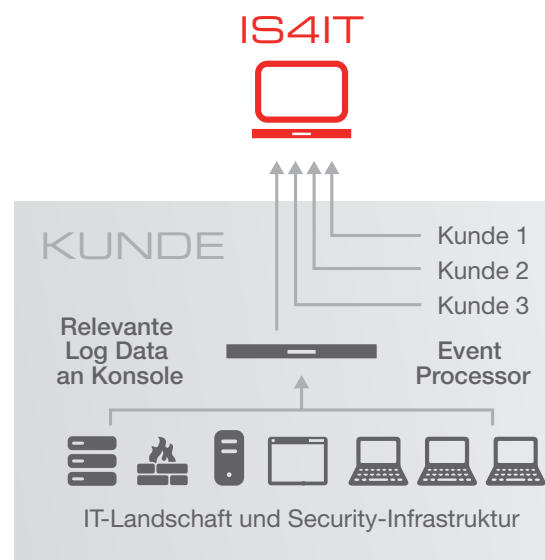 IS4IT
KUNDE
Kunde 1
Kunde 2
Kunde 3
Relevante
Log Data
an Konsole
Event
Processor
IT-Landschaft und Security-Infrastruktur